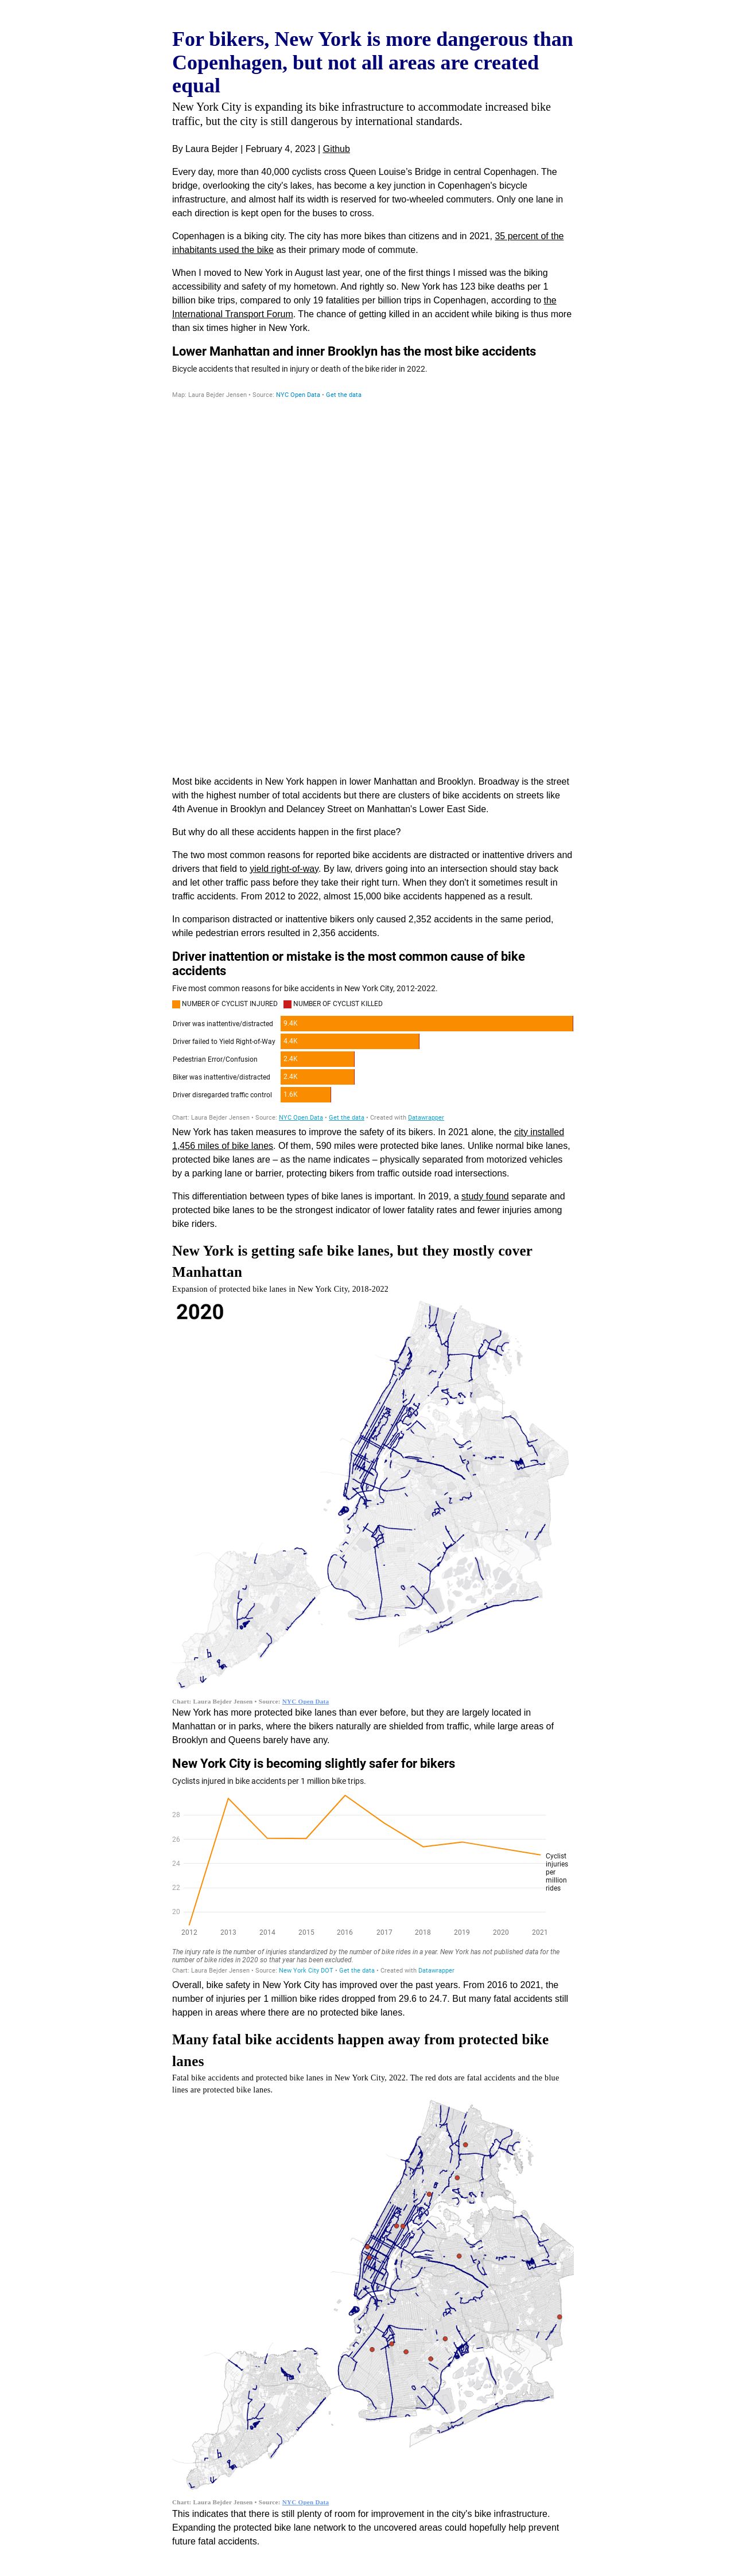 For bikers, New York is more dangerous than
Copenhagen, but not all areas are created
equal
New York City is expanding its bike infrastructure to accommodate increased bike
traffic, but the city is still dangerous by international standards.
By Laura Bejder | February 4, 2023 | Github
Every day, more than 40,000 cyclists cross Queen Louise's Bridge in central Copenhagen. The
bridge, overlooking the city's lakes, has become a key junction in Copenhagen's bicycle
infrastructure, and almost half its width is reserved for two-wheeled commuters. Only one lane in
each direction is kept open for the buses to cross.
Copenhagen is a biking city. The city has more bikes than citizens and in 2021, 35 percent of the
inhabitants used the bike as their primary mode of commute.
When I moved to New York in August last year, one of the first things I missed was the biking
accessibility and safety of my hometown. And rightly so. New York has 123 bike deaths per 1
billion bike trips, compared to only 19 fatalities per billion trips in Copenhagen, according to the
International Transport Forum. The chance of getting killed in an accident while biking is thus more
than six times higher in New York.
Lower Manhattan and inner Brooklyn has the most bike accidents
Bicycle accidents that resulted in injury or death of the bike rider in 2022.
Map: Laura Bejder Jensen • Source: NYC Open Data • Get the data
Most bike accidents in New York happen in lower Manhattan and Brooklyn. Broadway is the street
with the highest number of total accidents but there are clusters of bike accidents on streets like
4th Avenue in Brooklyn and Delancey Street on Manhattan's Lower East Side.
But why do all these accidents happen in the first place?
The two most common reasons for reported bike accidents are distracted or inattentive drivers and
drivers that field to yield right-of-way. By law, drivers going into an intersection should stay back
and let other traffic pass before they take their right turn. When they don't it sometimes result in
traffic accidents. From 2012 to 2022, almost 15,000 bike accidents happened as a result.
In comparison distracted or inattentive bikers only caused 2,352 accidents in the same period,
while pedestrian errors resulted in 2,356 accidents.
Driver inattention or mistake is the most common cause of bike
accidents
Five most common reasons for bike accidents in New York City, 2012-2022.
NUMBER OF CYCLIST INJURED NUMBER OF CYCLIST KILLED
Driver was inattentive/distracted 9.4K
Driver failed to Yield Right-of-Way 4.4K
Pedestrian Error/Confusion 2.4K
Biker was inattentive/distracted 2.4K
Driver disregarded traffic control 1.6K
Chart: Laura Bejder Jensen • Source: NYC Open Data • Get the data • Created with Datawrapper
New York has taken measures to improve the safety of its bikers. In 2021 alone, the city installed
1,456 miles of bike lanes. Of them, 590 miles were protected bike lanes. Unlike normal bike lanes,
protected bike lanes are – as the name indicates – physically separated from motorized vehicles
by a parking lane or barrier, protecting bikers from traffic outside road intersections.
This differentiation between types of bike lanes is important. In 2019, a study found separate and
protected bike lanes to be the strongest indicator of lower fatality rates and fewer injuries among
bike riders.
New York is getting safe bike lanes, but they mostly cover
Manhattan
Expansion of protected bike lanes in New York City, 2018-2022
2020
Chart: Laura Bejder Jensen • Source: NYC Open Data
New York has more protected bike lanes than ever before, but they are largely located in
Manhattan or in parks, where the bikers naturally are shielded from traffic, while large areas of
Brooklyn and Queens barely have any.
New York City is becoming slightly safer for bikers
Cyclists injured in bike accidents per 1 million bike trips.
28
26
24
22
20
Cyclist
injuries
per
million
rides
2012 2013 2014 2015 2016 2017 2018 2019 2020 2021
The injury rate is the number of injuries standardized by the number of bike rides in a year. New York has not published data for the
number of bike rides in 2020 so that year has been excluded.
Chart: Laura Bejder Jensen • Source: New York City DOT • Get the data • Created with Datawrapper
Overall, bike safety in New York City has improved over the past years. From 2016 to 2021, the
number of injuries per 1 million bike rides dropped from 29.6 to 24.7. But many fatal accidents still
happen in areas where there are no protected bike lanes.
Many fatal bike accidents happen away from protected bike
lanes
Fatal bike accidents and protected bike lanes in New York City, 2022. The red dots are fatal accidents and the blue
lines are protected bike lanes.
Chart: Laura Bejder Jensen • Source: NYC Open Data
This indicates that there is still plenty of room for improvement in the city's bike infrastructure.
Expanding the protected bike lane network to the uncovered areas could hopefully help prevent
future fatal accidents.